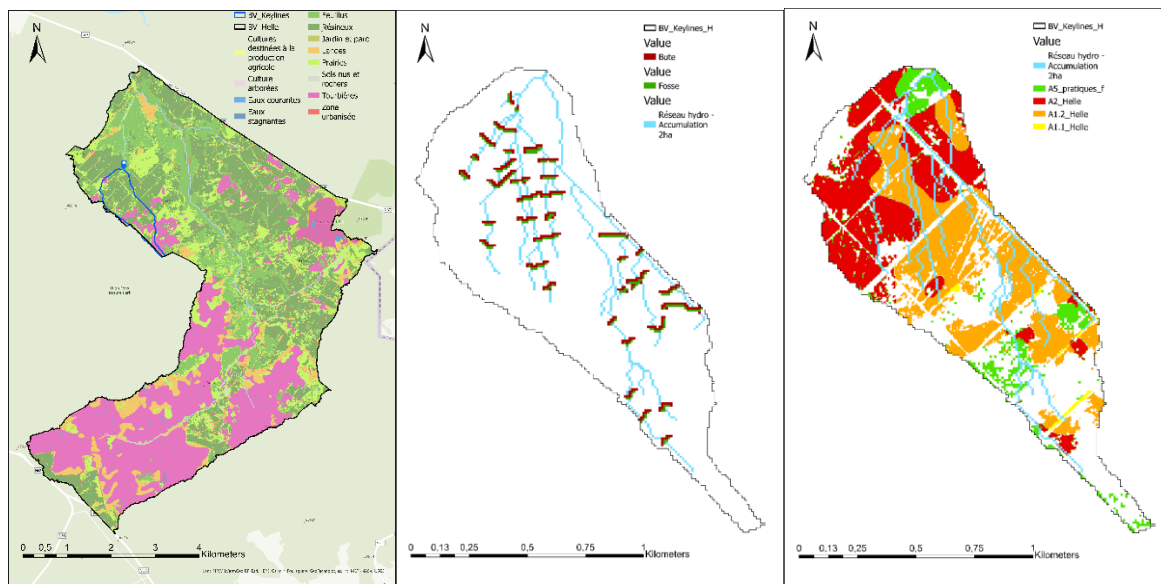 N
BV_Keylines
BV_Helle
Cultures
destinées à la
production
agricole
Culture
arborées
Eaux courantes
Eaux
stagnantes
Feuillus
Résineux
Jardin et parc
Landes
Prairies
Sols nus et
rochers
Tourbières
Zone
urbanisée
0 0,5 1 2 3 4
Kilometers
N
BV_Keylines_H
Value
Bute
Value
Fosse
Value
Réseau hydro -
Accumulation
2ha
0 0,13 0,25 0,5 0,75 1
Kilometers
N
BV_Keylines_H
Value
Réseau hydro -
Accumulation
2ha
A5_pratiques_f
A2_Helle
A1.2_Helle
A1.1_Helle
0 0,13 0,25 0,5 0,75 1
Kilometers